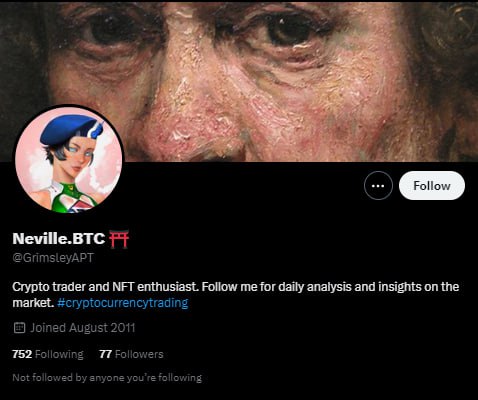 Follow
Neville.BTC ⛩
@GrimsleyAPT
Crypto trader and NFT enthusiast. Follow me for daily analysis and insights on the
market. #cryptocurrencytrading
Joined August 2011
752 Following 77 Followers
Not followed by anyone you're following